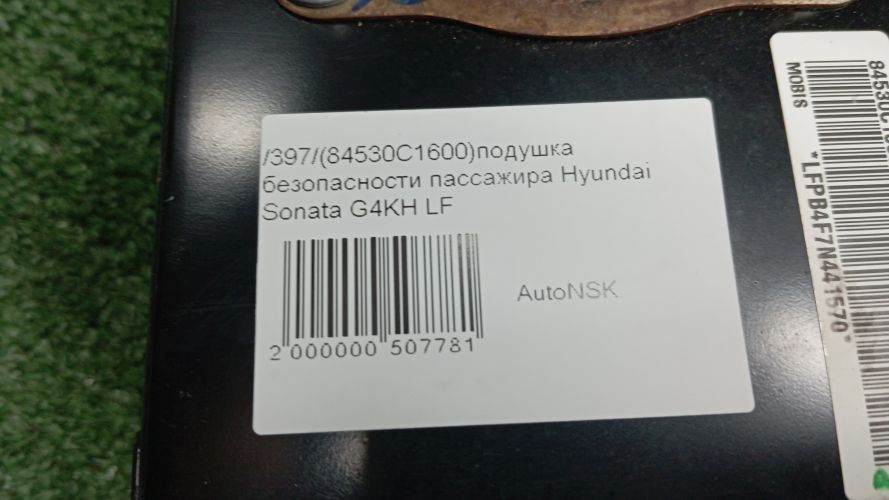 /397/(84530C1600)подушка
безопасности пассажира Hyundai
Sonata G4KH LF
AutoNSK
2 000000 507781
MOBIS
*LFPB4F7N441570*